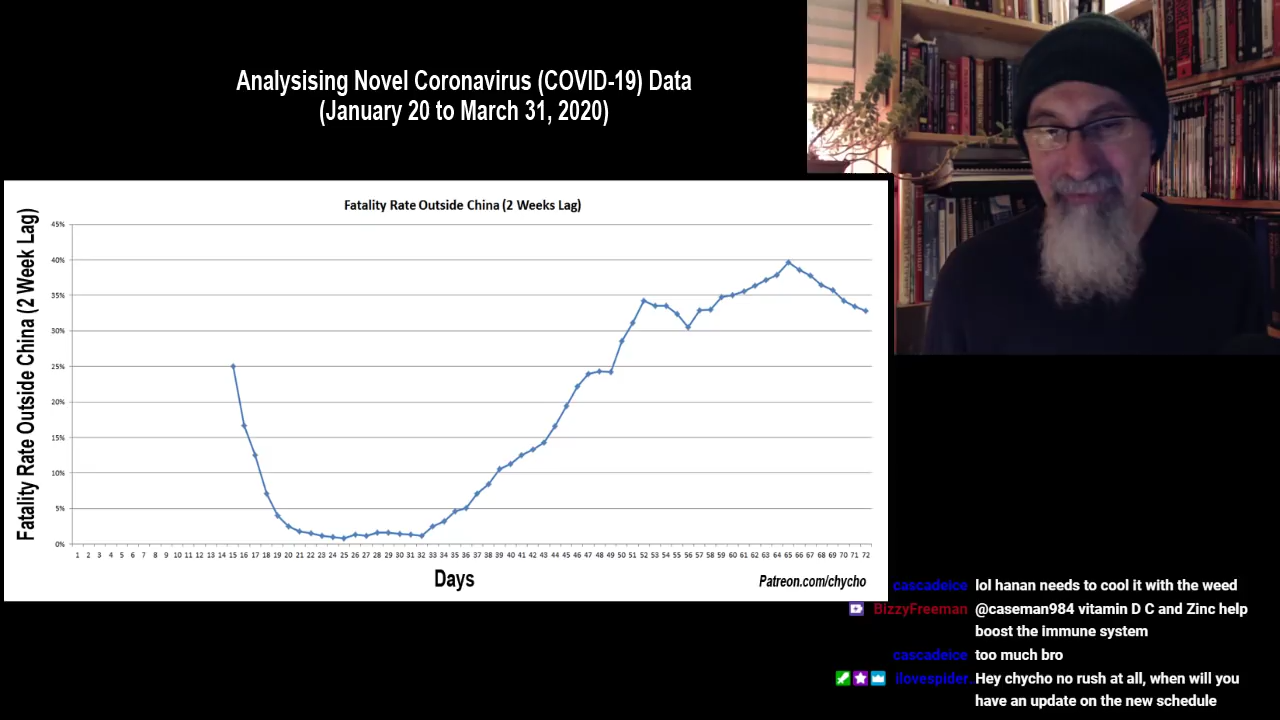 Analysising Novel Coronavirus (COVID-19) Data
(January 20 to March 31, 2020)
Fatality Rate Outside China (2 Weeks Lag)
Fatality Rate Outside China (2 Week Lag)
45%
40%
35%
30%
25%
20%
15%
10%
5%
0%
1 2 3 4 5 6 7 8 9 10 11 12 13 14 15 16 17 18 19 20 21 22 23 24 25 26 27 28 29 30 31 32 33 34 35 36 37 38 39 40 41 42 43 44 45 46 47 48 49 50 51 52 53 54 55 56 57 58 59 60 61 62 63 64 65 66 67 68 69 70 71 72
Days
Patreon.com/chycho
cascadeice lol hanan needs to cool it with the weed
BizzyFreeman @caseman984 vitamin D C and Zinc help
boost the immune system
cascadeice too much bro
ilovespider. Hey chycho no rush at all, when will you
have an update on the new schedule